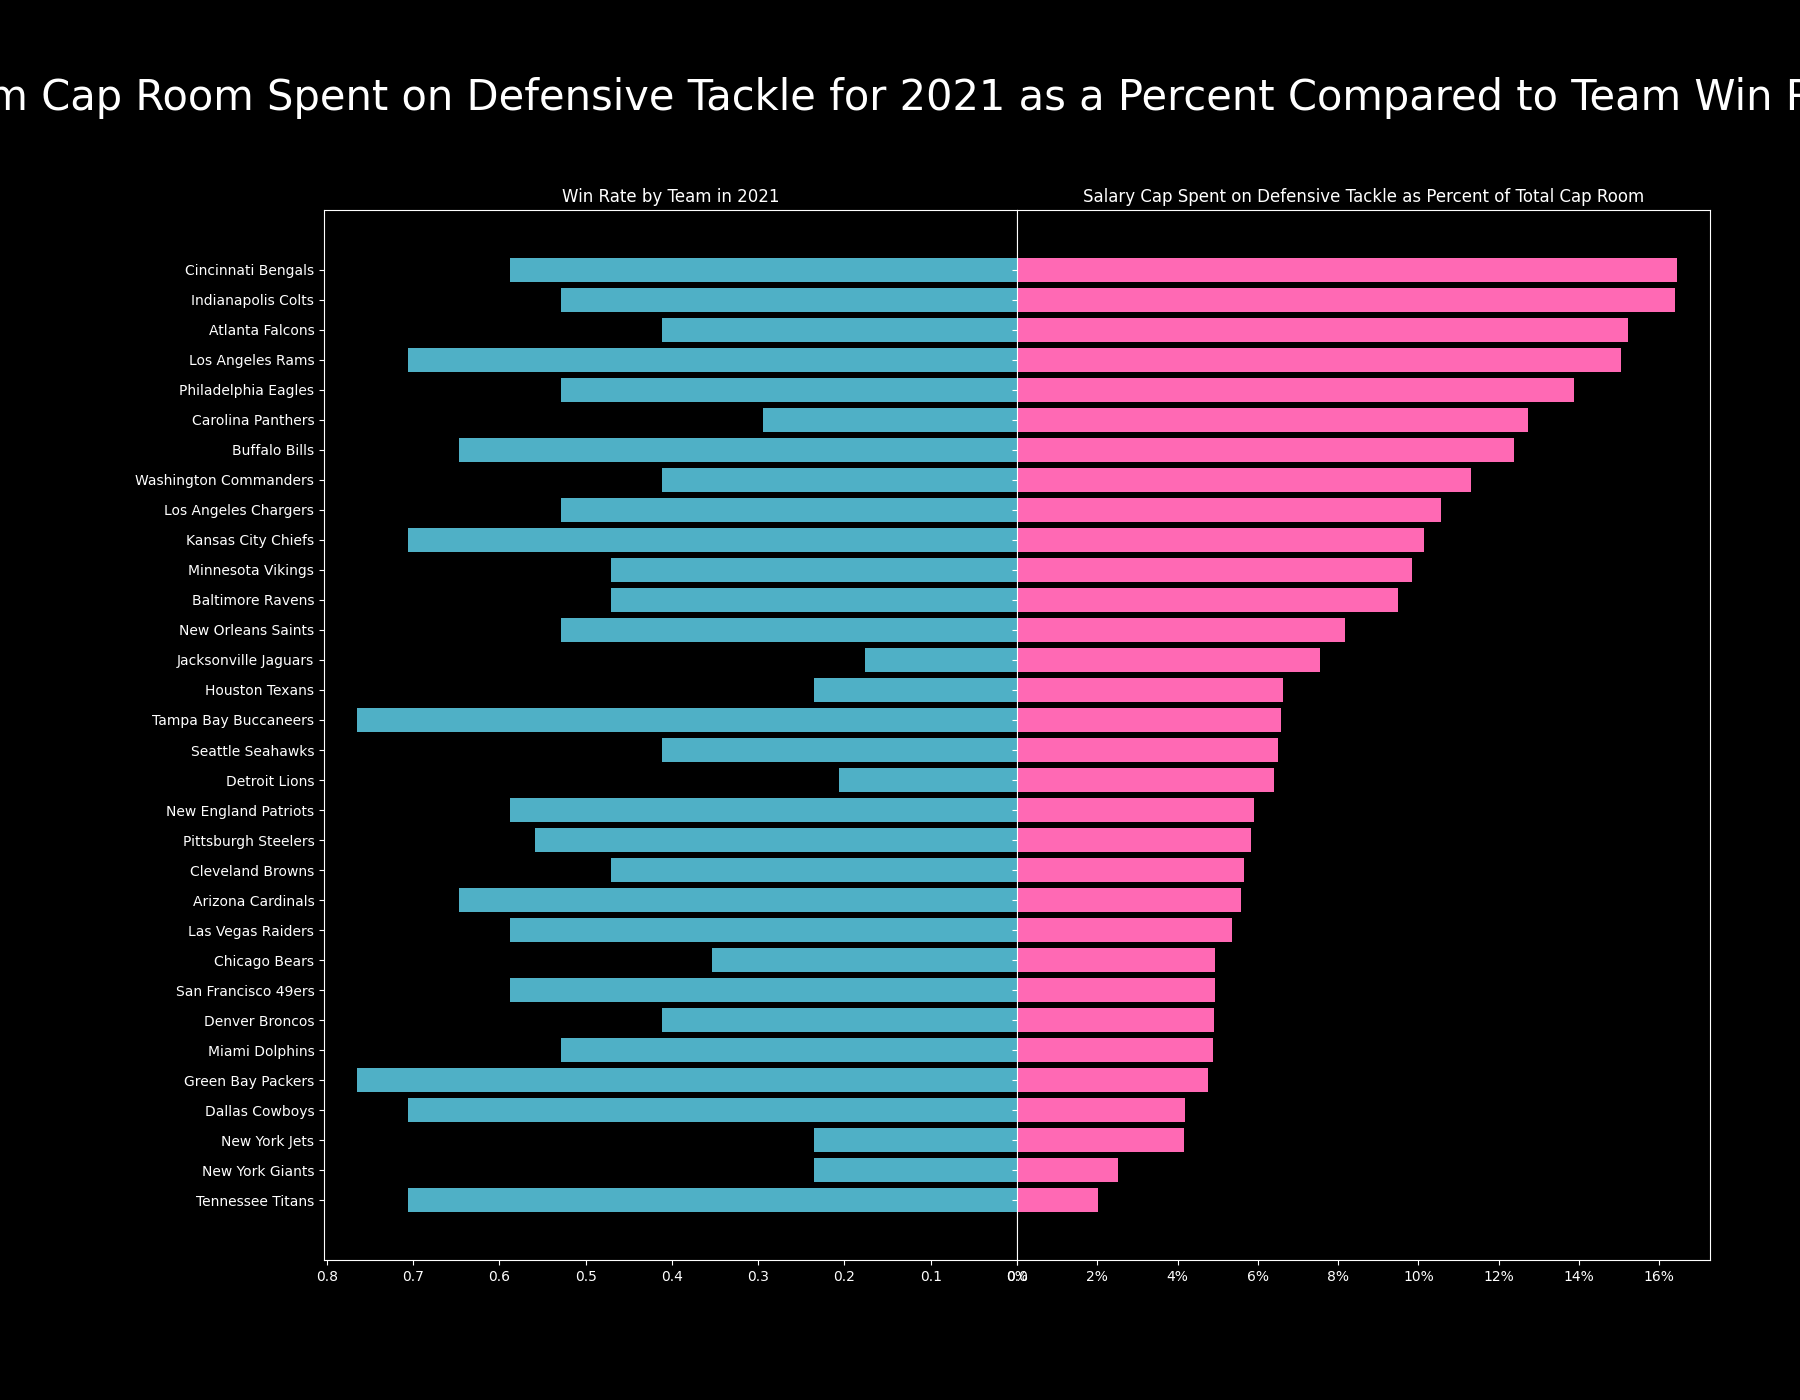 m Cap Room Spent on Defensive Tackle for 2021 as a Percent Compared to Team Win R
Win Rate by Team in 2021
Salary Cap Spent on Defensive Tackle as Percent of Total Cap Room
Cincinnati Bengals
Indianapolis Colts
Atlanta Falcons
Los Angeles Rams
Philadelphia Eagles
Carolina Panthers
Buffalo Bills
Washington Commanders
Los Angeles Chargers
Kansas City Chiefs
Minnesota Vikings
Baltimore Ravens
New Orleans Saints
Jacksonville Jaguars
Houston Texans
Tampa Bay Buccaneers
Seattle Seahawks
Detroit Lions
New England Patriots
Pittsburgh Steelers
Cleveland Browns
Arizona Cardinals
Las Vegas Raiders
Chicago Bears
San Francisco 49ers
Denver Broncos
Miami Dolphins
Green Bay Packers
Dallas Cowboys
New York Jets
New York Giants
Tennessee Titans
0.8 0.7 0.6 0.5 0.4 0.3 0.2 0.1 2% 4% 6% 8% 10% 12% 14% 16%